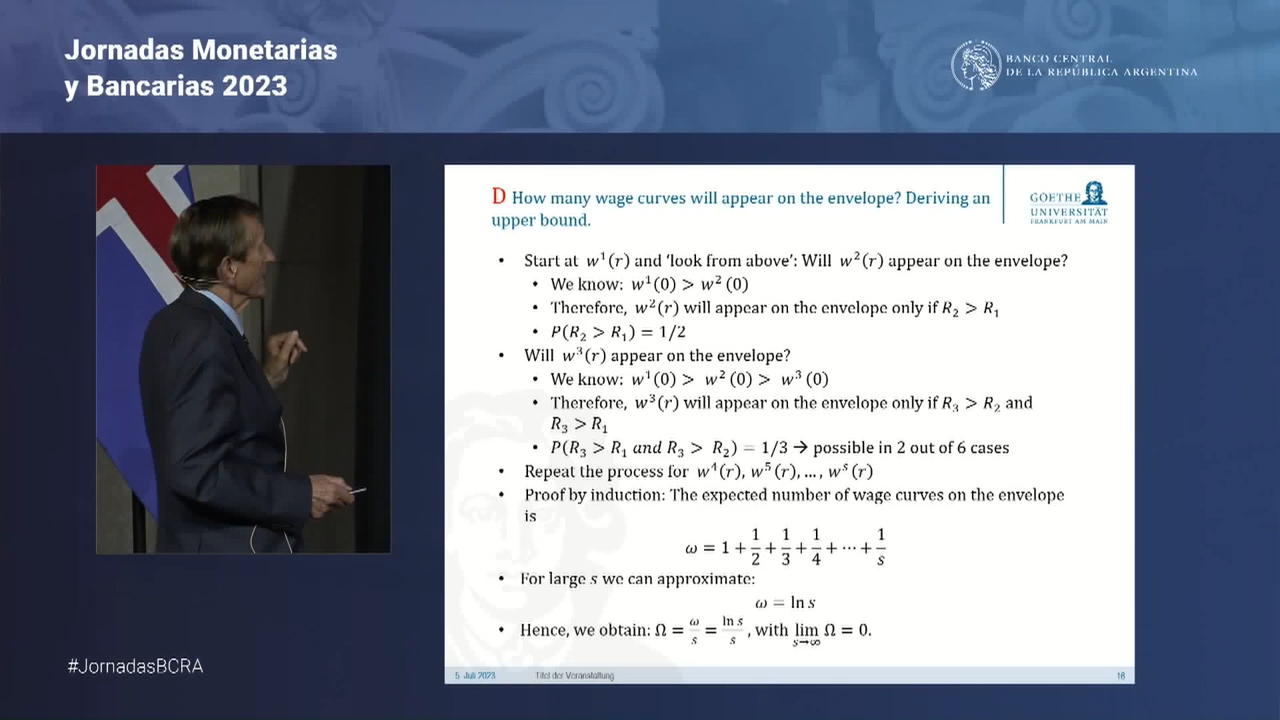 Jornadas Monetarias
y Bancarias 2023
BANCO CENTRAL
DE LA REPÚBLICA ARGENTINA
D How many wage curves will appear on the envelope? Deriving an
upper bound.
GOETHE
UNIVERSITÄT
FRANKFURT AM MAIN
• Start at w¹(r) and 'look from above': Will w²(r) appear on the envelope?
• We know: w¹(0) > w²(0)
• Therefore, w²(r) will appear on the envelope only if R₂ > R₁
• P(R₂ > R₁) = 1/2
• Will w³(r) appear on the envelope?
• We know: w¹(0) > w²(0) > w³(0)
• Therefore, w³(r) will appear on the envelope only if R₃ > R₂ and
R₃ > R₁
• P(R₃ > R₁ and R₃ > R₂) = 1/3 → possible in 2 out of 6 cases
• Repeat the process for w⁴(r), w⁵(r), ..., wˢ(r)
• Proof by induction: The expected number of wage curves on the envelope
is
ω = 1 + 1/2 + 1/3 + 1/4 + ⋯ + 1/s
• For large s we can approximate:
ω = ln s
• Hence, we obtain: Ω = ω/s = ln s/s, with lim s→∞ Ω = 0.
5 Juli 2023 Titel der Veranstaltung 16
#JornadasBCRA